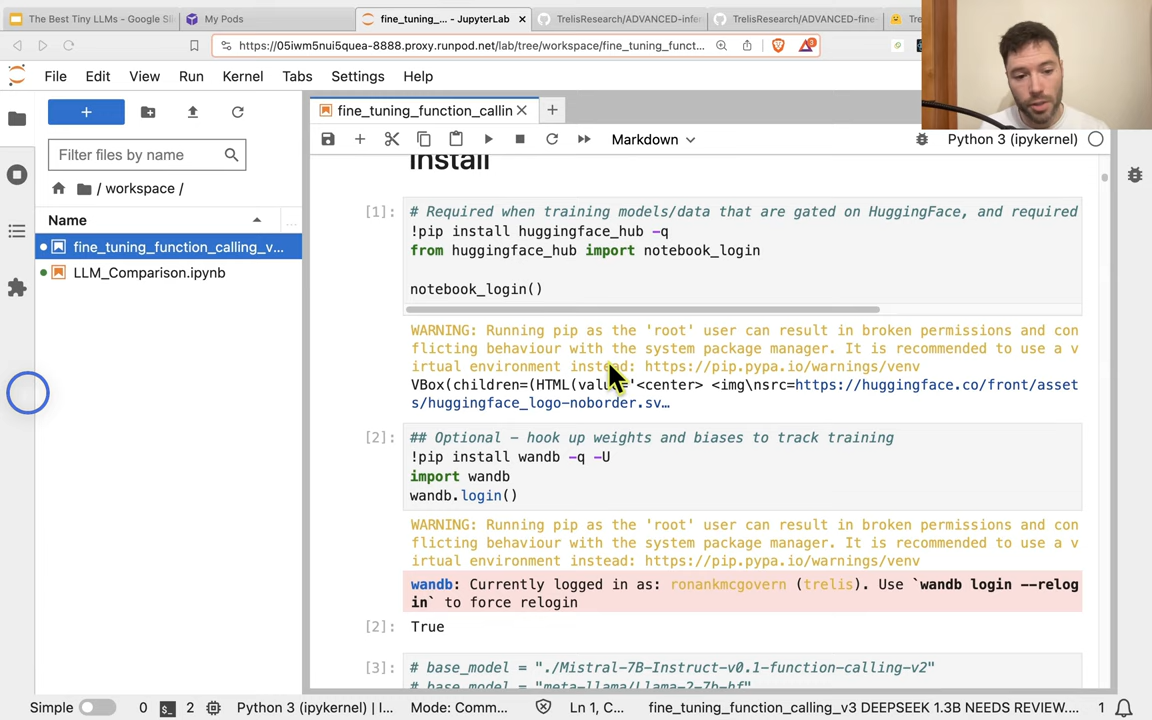 The Best Tiny LLMs - Google Sli
My Pods
fine_tuning_... - JupyterLab
TrelisResearch/ADVANCED-infer
TrelisResearch/ADVANCED-fine-
https://05iwm5nui5quea-8888.proxy.runpod.net/lab/tree/workspace/fine_tuning_funct...
File Edit View Run Kernel Tabs Settings Help
fine_tuning_function_callin
Markdown
Python 3 (ipykernel)
Filter files by name
/ workspace /
Name
fine_tuning_function_calling_v...
LLM_Comparison.ipynb
Install
[1]: # Required when training models/data that are gated on HuggingFace, and required
!pip install huggingface_hub -q
from huggingface_hub import notebook_login
notebook_login()
WARNING: Running pip as the 'root' user can result in broken permissions and con
flicting behaviour with the system package manager. It is recommended to use a v
irtual environment instead: https://pip.pypa.io/warnings/venv
VBox(children=(HTML(value='<center> <img\nsrc=https://huggingface.co/front/asset
s/huggingface_logo-noborder.sv…
[2]: ## Optional – hook up weights and biases to track training
!pip install wandb -q -U
import wandb
wandb.login()
WARNING: Running pip as the 'root' user can result in broken permissions and con
flicting behaviour with the system package manager. It is recommended to use a v
irtual environment instead: https://pip.pypa.io/warnings/venv
wandb: Currently logged in as: ronankmcgovern (trelis). Use `wandb login --relog
in` to force relogin
[2]: True
[3]: # base_model = "./Mistral-7B-Instruct-v0.1-function-calling-v2"
# base_model = "meta-llama/Llama-2-7b-hf"
Simple 0 2 Python 3 (ipykernel) | I... Mode: Comm... Ln 1, C... fine_tuning_function_calling_v3 DEEPSEEK 1.3B NEEDS REVIEW.... 1